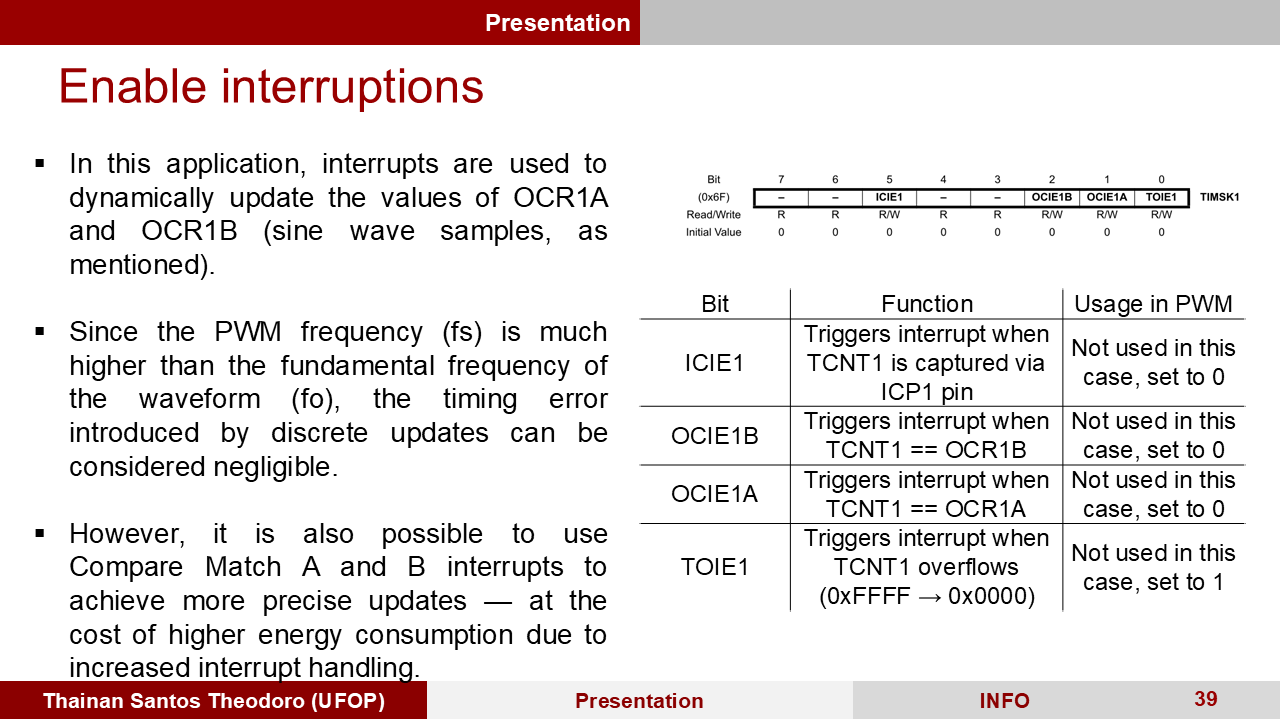 Presentation
Enable interruptions
▪ In this application, interrupts are used to
dynamically update the values of OCR1A
and OCR1B (sine wave samples, as
mentioned).
▪ Since the PWM frequency (fs) is much
higher than the fundamental frequency of
the waveform (fo), the timing error
introduced by discrete updates can be
considered negligible.
▪ However, it is also possible to use
Compare Match A and B interrupts to
achieve more precise updates — at the
cost of higher energy consumption due to
increased interrupt handling.
Bit 7 6 5 4 3 2 1 0
(0x6F) – – ICIE1 – – OCIE1B OCIE1A TOIE1 TIMSK1
Read/Write R R R/W R R R/W R/W R/W
Initial Value 0 0 0 0 0 0 0 0
Bit Function Usage in PWM
ICIE1
Triggers interrupt when
TCNT1 is captured via
ICP1 pin
Not used in this
case, set to 0
OCIE1B
Triggers interrupt when
TCNT1 == OCR1B
Not used in this
case, set to 0
OCIE1A
Triggers interrupt when
TCNT1 == OCR1A
Not used in this
case, set to 0
TOIE1
Triggers interrupt when
TCNT1 overflows
(0xFFFF → 0x0000)
Not used in this
case, set to 1
Thainan Santos Theodoro (UFOP) Presentation INFO 39